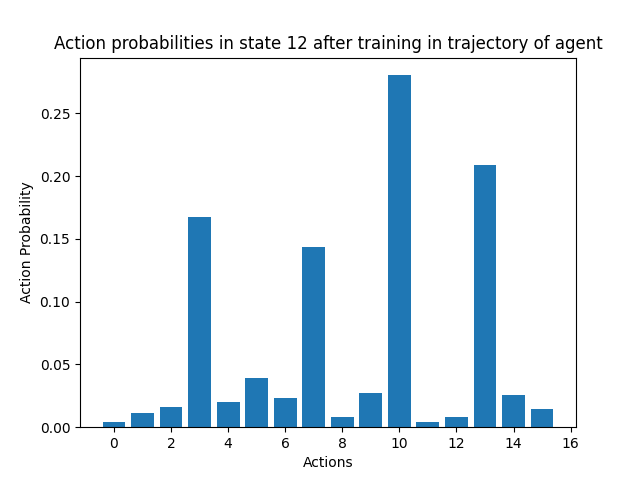 Action probabilities in state 12 after training in trajectory of agent
0.25
0.20
0.15
0.10
0.05
0.00
Action Probability
0 2 4 6 8 10 12 14 16
Actions